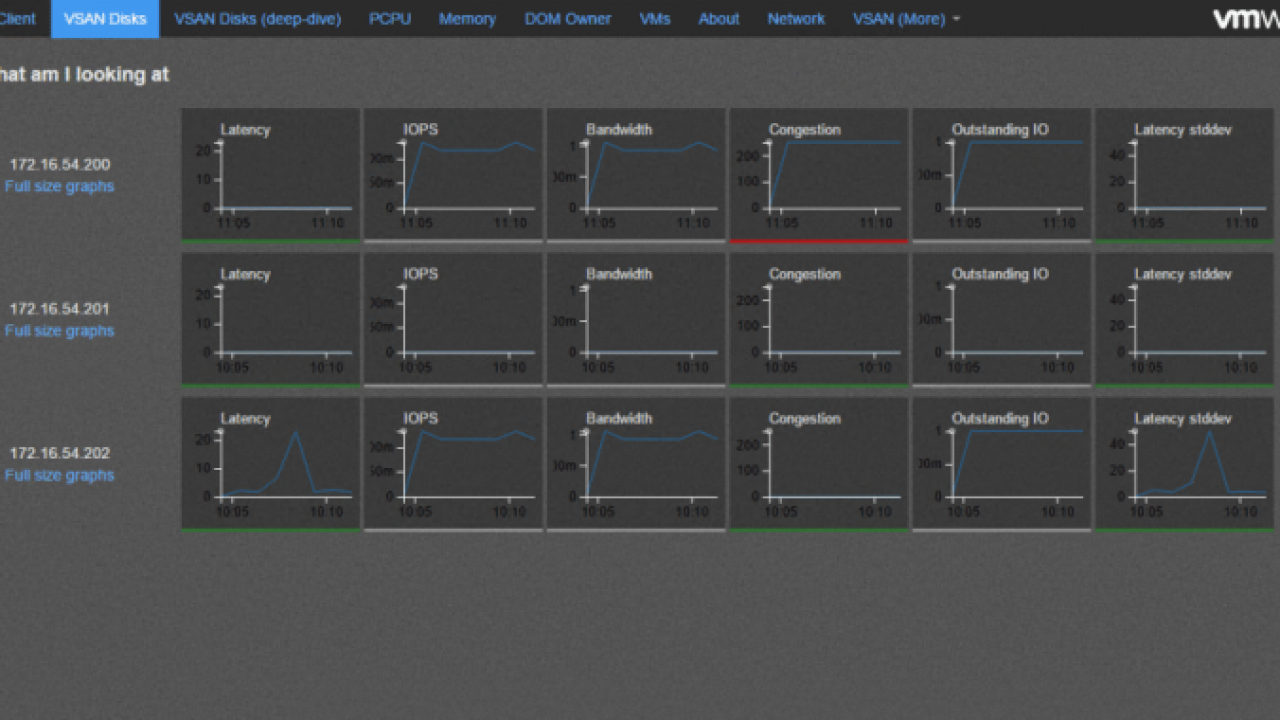 Client VSAN Disks VSAN Disks (deep-dive) PCPU Memory DOM Owner VMs About Network VSAN (More) vmw
hat am I looking at
172.16.54.200
Full size graphs
Latency
20
10
0
11:05 11:10
IOPS
00m
50m
0
11:05 11:10
Bandwidth
1
00m
0
11:05 11:10
Congestion
200
100
0
11:05 11:10
Outstanding IO
1
00m
0
11:05 11:10
Latency stddev
40
20
0
11:05 11:10
172.16.54.201
Full size graphs
Latency
20
10
0
10:05 10:10
IOPS
00m
50m
0
10:05 10:10
Bandwidth
1
00m
0
10:05 10:10
Congestion
200
100
0
10:05 10:10
Outstanding IO
1
00m
0
10:05 10:10
Latency stddev
40
20
0
10:05 10:10
172.16.54.202
Full size graphs
Latency
20
10
0
10:05 10:10
IOPS
00m
50m
0
10:05 10:10
Bandwidth
1
00m
0
10:05 10:10
Congestion
200
100
0
10:05 10:10
Outstanding IO
1
00m
0
10:05 10:10
Latency stddev
40
20
0
10:05 10:10